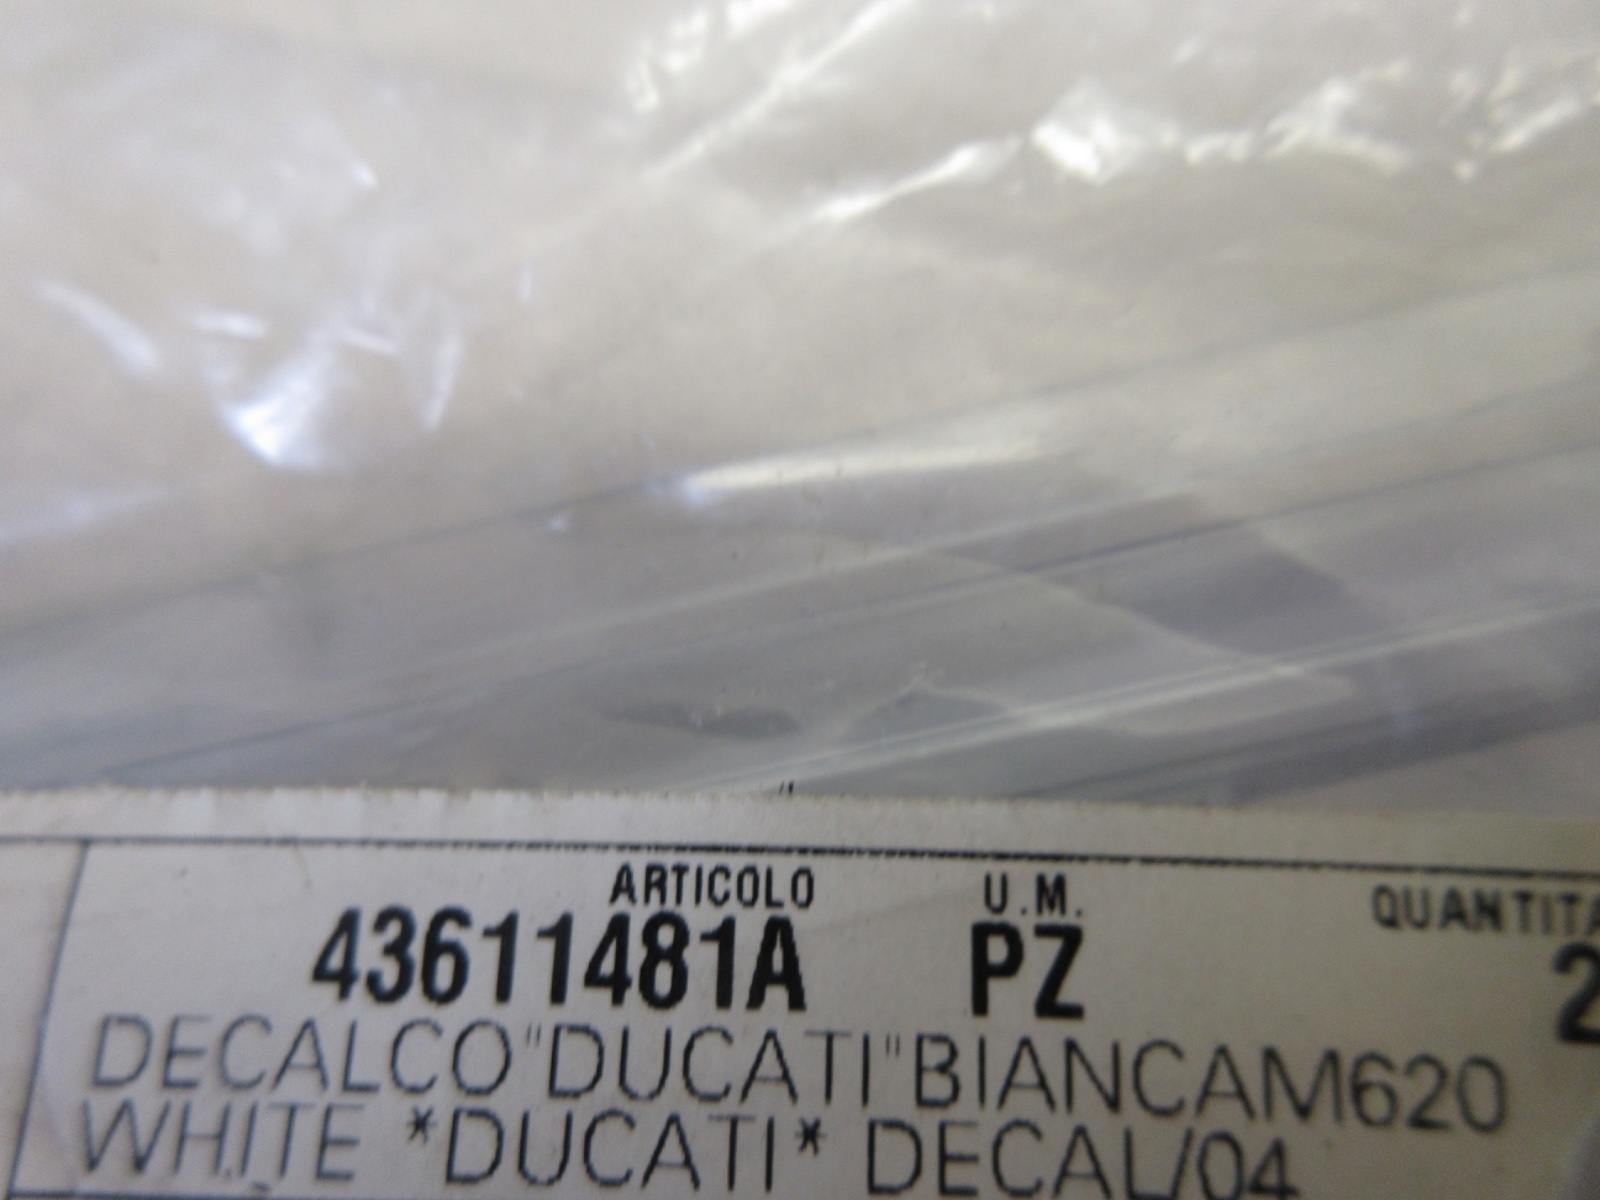 ARTICOLO U.M. QUANTITA
43611481A PZ 2
DECALCO"DUCATI"BIANCAM620
WHITE *DUCATI* DECAL/04